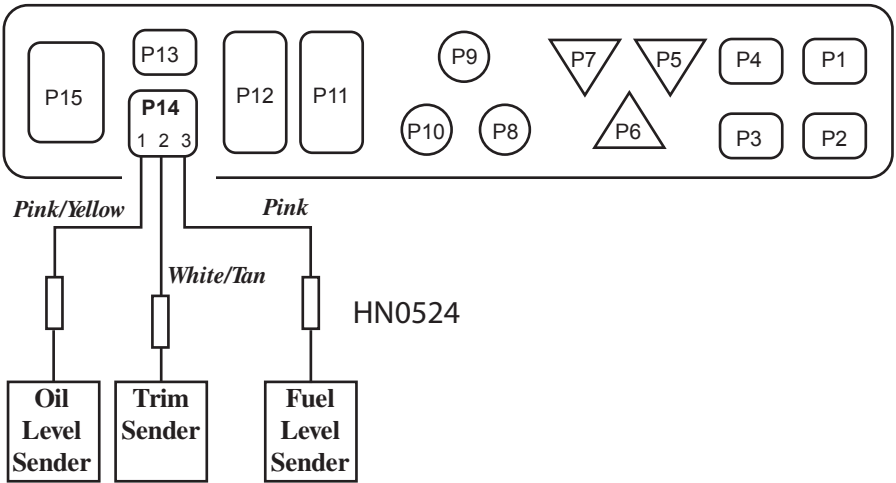 P15
P13
P14
1 2 3
P12
P11
P9
P10
P8
P7
P5
P6
P4
P1
P3
P2
Pink/Yellow
Pink
White/Tan
HN0524
Oil
Level
Sender
Trim
Sender
Fuel
Level
Sender